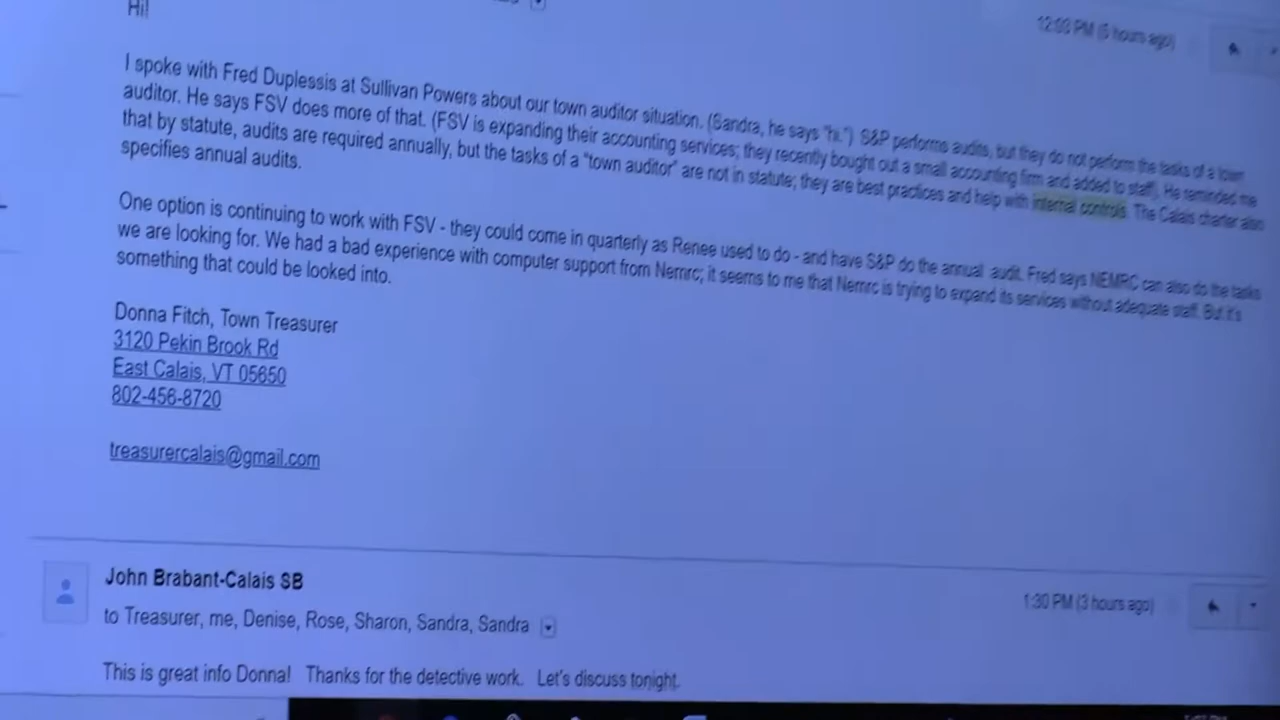 Hi!
12:03 PM (5 hours ago)
I spoke with Fred Duplessis at Sullivan Powers about our town auditor situation. (Sandra, he says "hi.") S&P performs audits, but they do not perform the tasks of a town
auditor. He says FSV does more of that. (FSV is expanding their accounting services; they recently bought out a small accounting firm and added to staff). He reminded me
that by statute, audits are required annually, but the tasks of a "town auditor" are not in statute; they are best practices and help with internal controls. The Calais charter also
specifies annual audits.
One option is continuing to work with FSV - they could come in quarterly as Renee used to do - and have S&P do the annual audit. Fred says NEMRC can also do the tasks
we are looking for. We had a bad experience with computer support from Nemrc; it seems to me that Nemrc is trying to expand its services without adequate staff. But it's
something that could be looked into.
Donna Fitch, Town Treasurer
3120 Pekin Brook Rd
East Calais, VT 05650
802-456-8720
treasurercalais@gmail.com
John Brabant-Calais SB
1:30 PM (3 hours ago)
to Treasurer, me, Denise, Rose, Sharon, Sandra, Sandra
This is great info Donna! Thanks for the detective work. Let's discuss tonight.